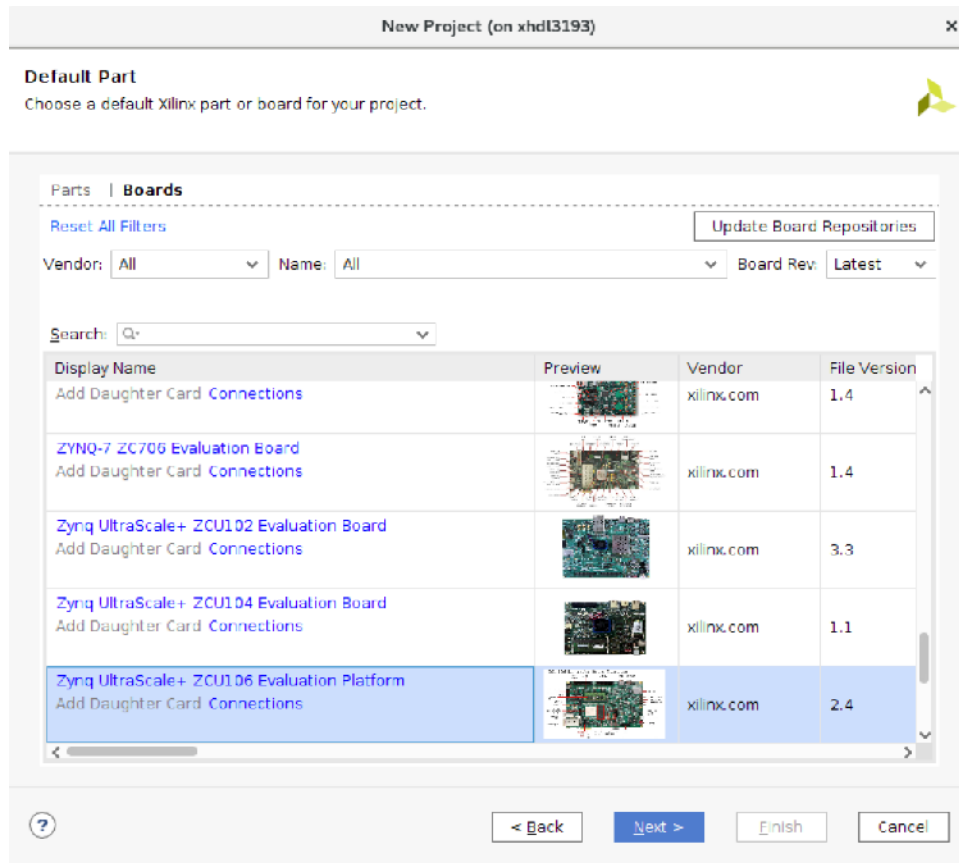 New Project (on xhdl3193)
Default Part
Choose a default Xilinx part or board for your project.
Parts | Boards
Reset All Filters
Update Board Repositories
Vendor: All Name: All Board Rev: Latest
Search:
Display Name Preview Vendor File Version
Add Daughter Card Connections xilinx.com 1.4
ZYNQ-7 ZC706 Evaluation Board
Add Daughter Card Connections xilinx.com 1.4
Zynq UltraScale+ ZCU102 Evaluation Board
Add Daughter Card Connections xilinx.com 3.3
Zynq UltraScale+ ZCU104 Evaluation Board
Add Daughter Card Connections xilinx.com 1.1
Zynq UltraScale+ ZCU106 Evaluation Platform
Add Daughter Card Connections xilinx.com 2.4
? < Back Next > Finish Cancel